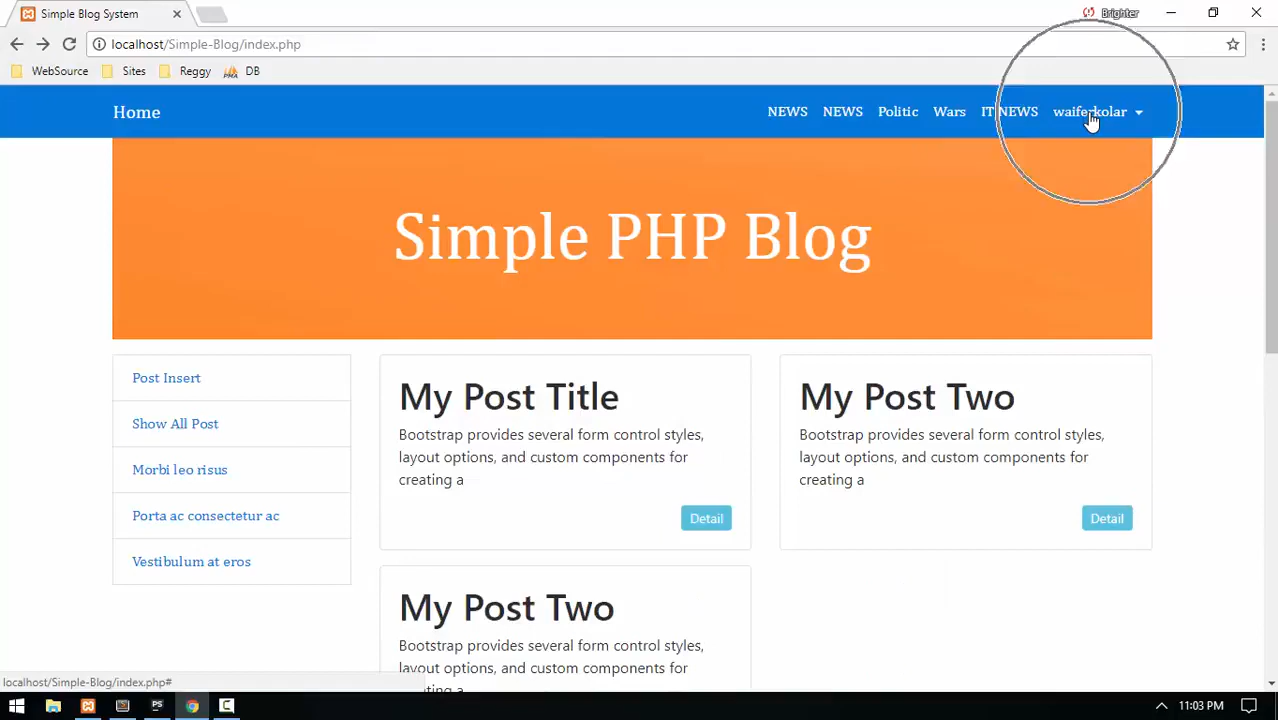 Simple Blog System
Brighter
localhost/Simple-Blog/index.php
WebSource Sites Reggy DB
Home NEWS NEWS Politic Wars IT NEWS waiferkolar
Simple PHP Blog
Post Insert
Show All Post
Morbi leo risus
Porta ac consectetur ac
Vestibulum at eros
My Post Title
Bootstrap provides several form control styles,
layout options, and custom components for
creating a
Detail
My Post Two
Bootstrap provides several form control styles,
layout options, and custom components for
creating a
Detail
My Post Two
Bootstrap provides several form control styles,
layout options, and custom components for
creating a
localhost/Simple-Blog/index.php#
11:03 PM